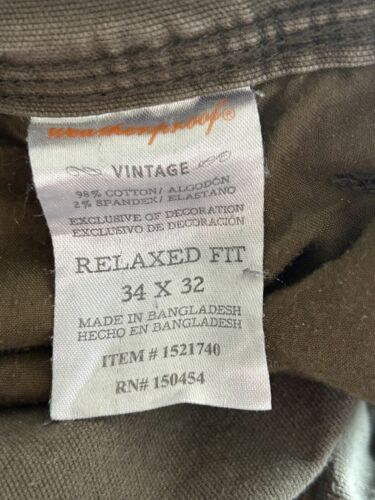 weatherproof®
VINTAGE
98% COTTON/ ALGODÓN
2% SPANDEX/ ELASTANO
EXCLUSIVE OF DECORATION
EXCLUSIVO DE DECORACIÓN
RELAXED FIT
34 X 32
MADE IN BANGLADESH
HECHO EN BANGLADESH
ITEM # 1521740
RN# 150454